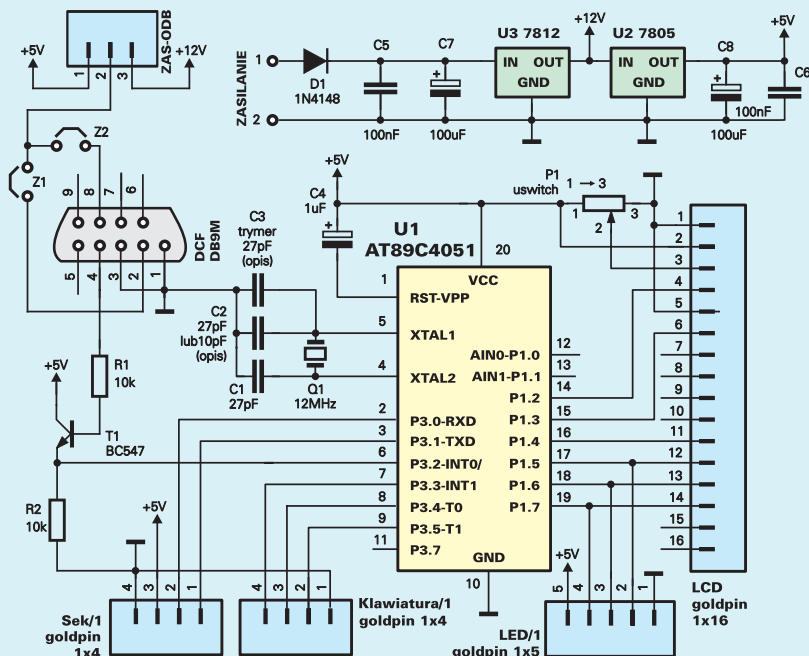 +5V
+12V
ZAS-ODB
1
2
3
Z2
Z1
9
8
7
6
DCF
DB9M
5
4
3
2
1
ZASILANIE
1
2
D1
1N4148
C5
100nF
C7
+
100uF
U3 7812
IN OUT
GND
+12V
U2 7805
IN OUT
GND
C8
+
100uF
+5V
C6
100nF
+5V
C4
1uF
+
P1
uswitch
1 → 3
1
2
3
U1
AT89C4051
20
VCC
C3
trymer
27pF
(opis)
C2
27pF
lub10pF
(opis)
C1
27pF
Q1
12MHz
R1
10k
+5V
T1
BC547
R2
10k
1
RST-VPP
5
XTAL1
4
XTAL2
2
P3.0-RXD
3
P3.1-TXD
6
P3.2-INT0/
7
P3.3-INT1
8
P3.4-T0
9
P3.5-T1
11
P3.7
12
AIN0-P1.0
13
AIN1-P1.1
14
P1.2
15
P1.3
16
P1.4
17
P1.5
18
P1.6
19
P1.7
GND
10
1
2
3
4
5
6
7
8
9
10
11
12
13
14
15
16
LCD
goldpin
1x16
+5V
4
3
2
1
Sek/1
goldpin
1x4
4
3
2
1
Klawiatura/1
goldpin 1x4
+5V
5
4
3
2
1
LED/1
goldpin 1x5